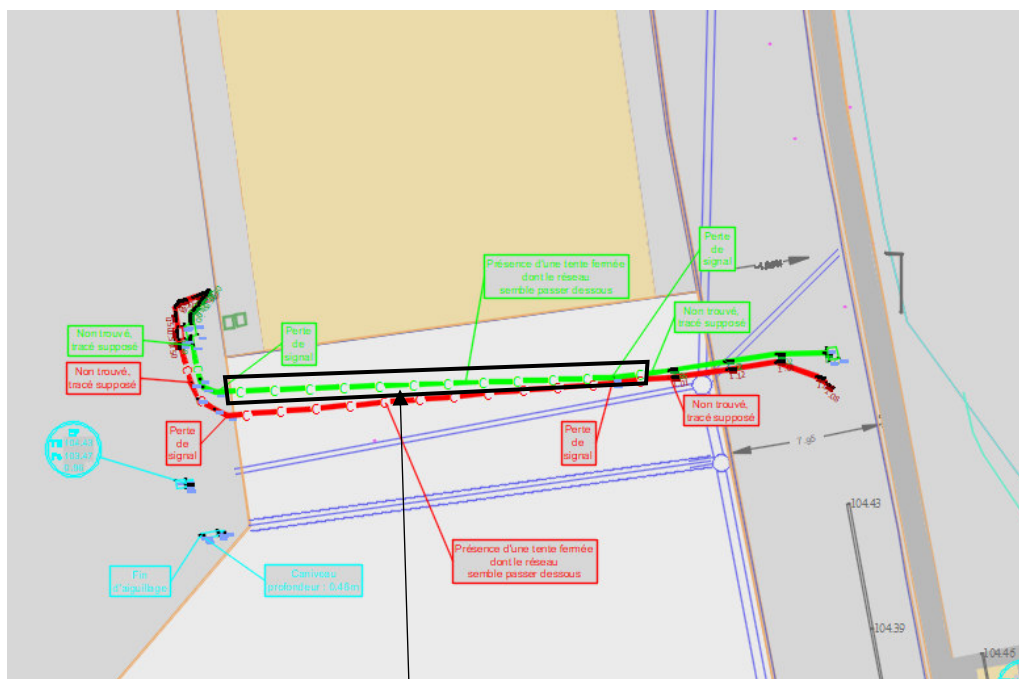 Perte
de
signal
Présence d'une tente fermée
dont le réseau
semble passer dessous
Non trouvé,
tracé supposé
Non trouvé,
tracé supposé
Perte
de
signal
Non trouvé,
tracé supposé
Non trouvé,
tracé supposé
Perte
de
signal
Perte
de
signal
7.95
104.43
Présence d'une tente fermée
dont le réseau
semble passer dessous
Fin
d'aiguillage
Caniveau
profondeur : 0.46m
104.39
104.46